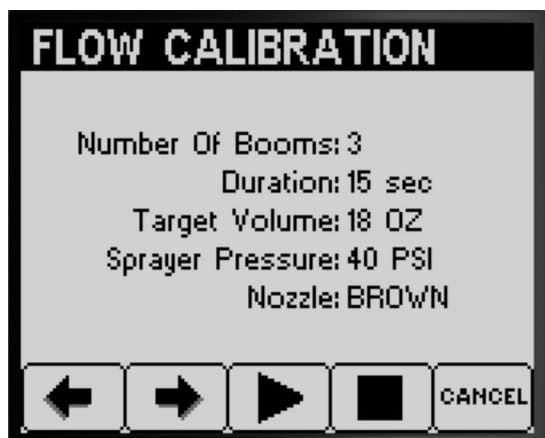 FLOW CALIBRATION
Number Of Booms: 3
Duration: 15 sec
Target Volume: 18 OZ
Sprayer Pressure: 40 PSI
Nozzle: BROWN
CANCEL